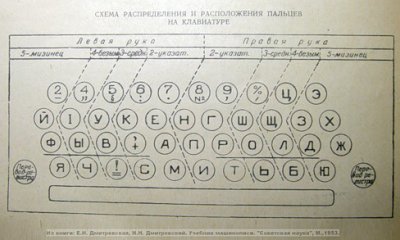 СХЕМА РАСПРЕДЕЛЕНИЯ И РАСПОЛОЖЕНИЯ ПАЛЬЦЕВ
НА КЛАВИАТУРЕ
Левая рука Правая рука
5-мизинец 4-безым. 3-средн. 2-указат. 2-указат. 3-средн. 4-безым. 5-мизинец
2 4 5 6 7 8 9 % Ц Э
— „ § : , № ? /
Й I У К Е Н Г Ш Щ З Х
Ф Ы В + А П Р О Л Д Ж
Я Ч ! С М И Т Ь Б Ю
Из книги: Е.Н. Дмитревская, Н.Н. Дмитревский. Учебник машинописи. "Советская наука", М., 1953.